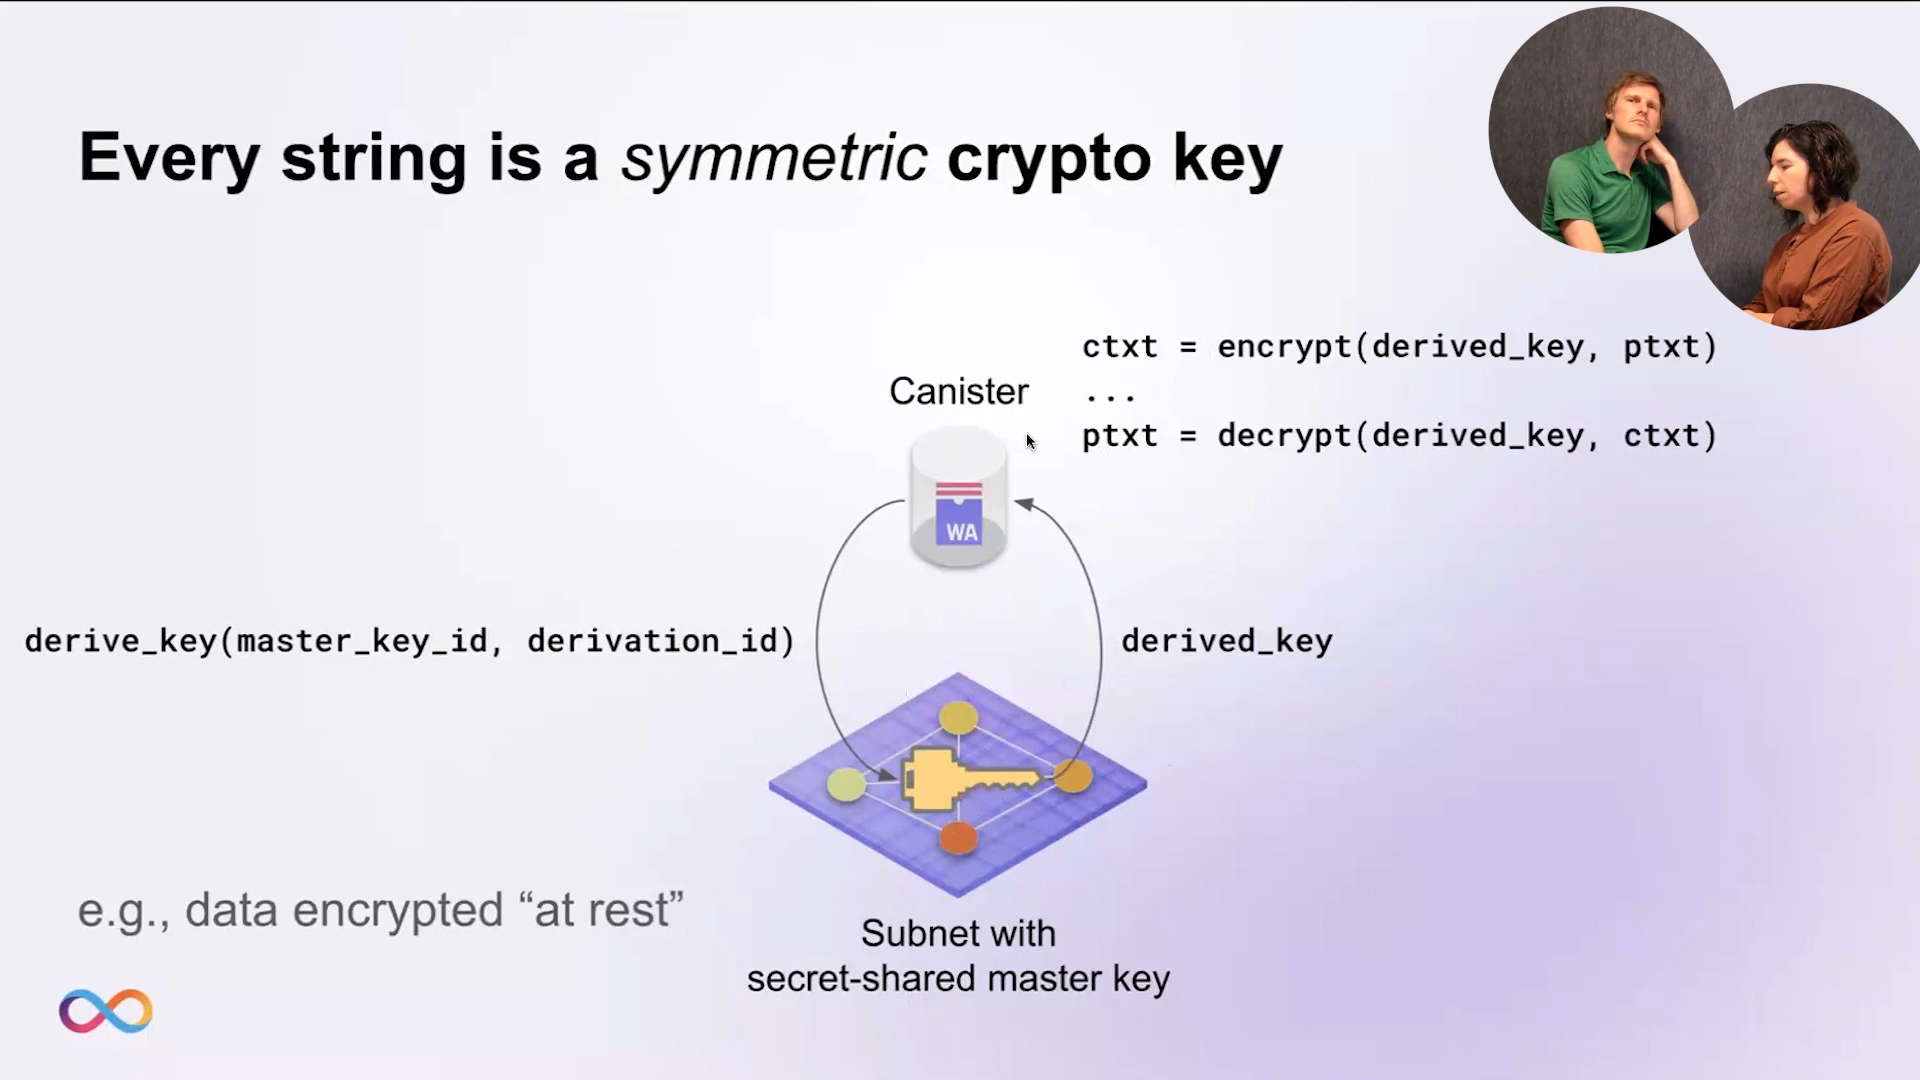 Every string is a symmetric crypto key
ctxt = encrypt(derived_key, ptxt)
Canister
...
ptxt = decrypt(derived_key, ctxt)
WA
derive_key(master_key_id, derivation_id)
derived_key
e.g., data encrypted “at rest”
Subnet with
secret-shared master key